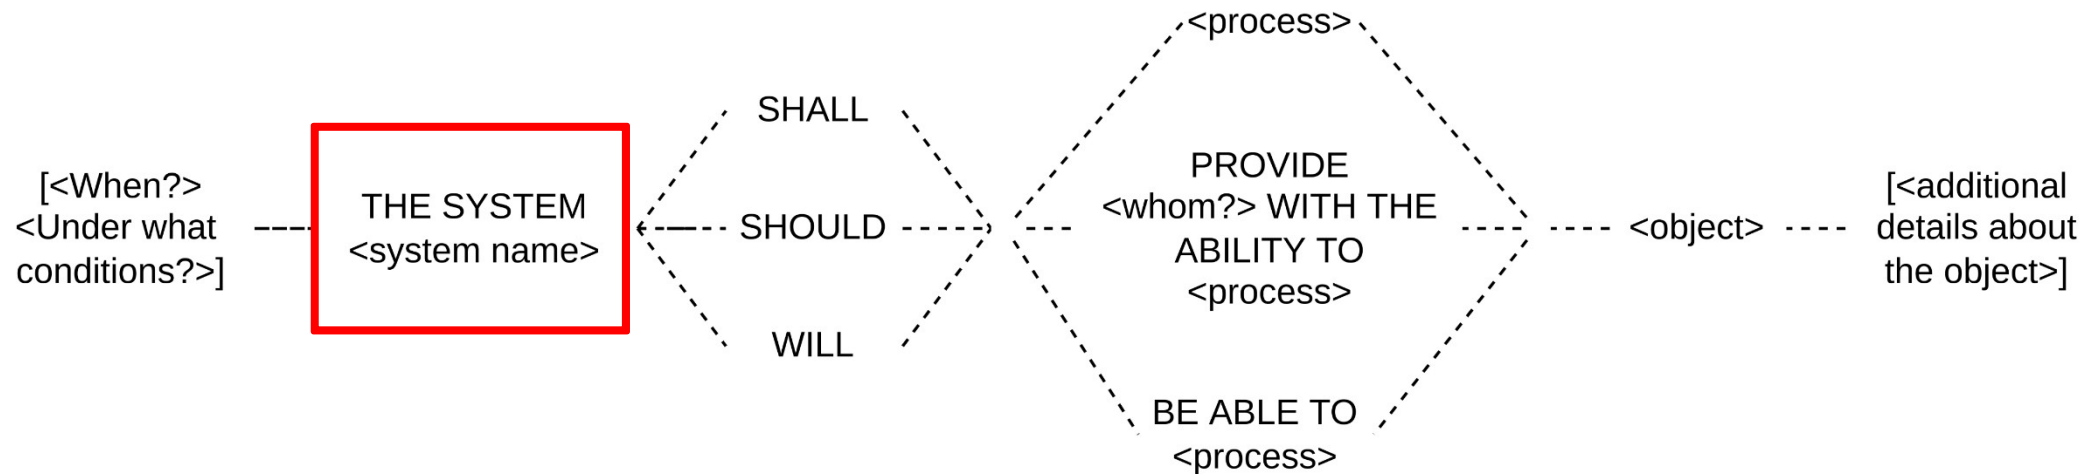 [<When?>
<Under what
conditions?>]
THE SYSTEM
<system name>
SHALL
SHOULD
WILL
<process>
PROVIDE
<whom?> WITH THE
ABILITY TO
<process>
BE ABLE TO
<process>
<object>
[<additional
details about
the object>]